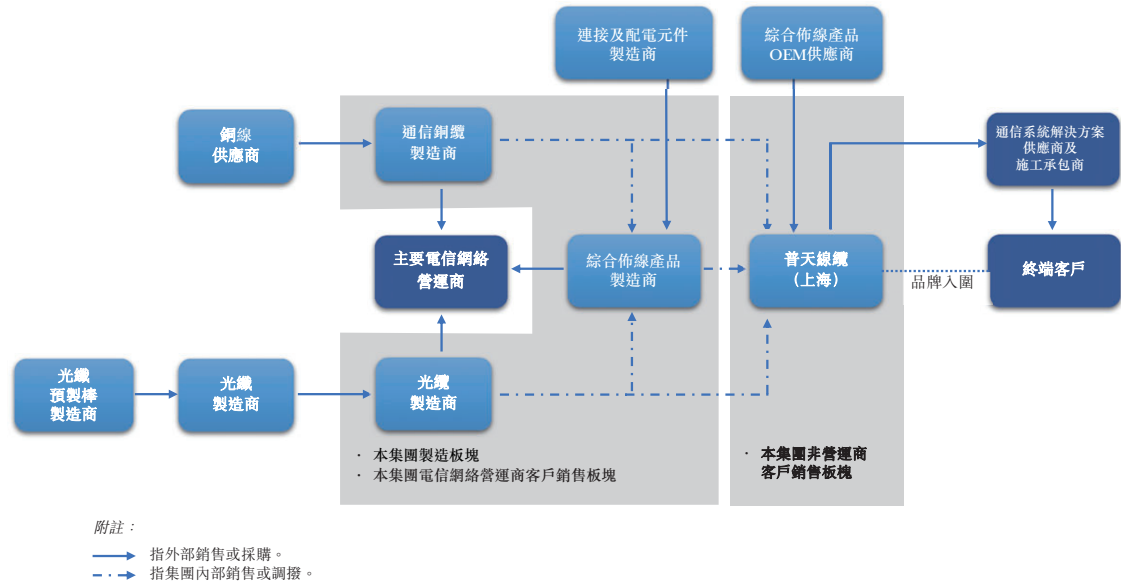 連接及配電元件
製造商
綜合佈線產品
OEM供應商
銅線
供應商
通信銅纜
製造商
通信系統解決方案
供應商及
施工承包商
主要電信網絡
營運商
綜合佈線產品
製造商
普天線纜
(上海)
品牌入圍
終端客戶
光纖
預製棒
製造商
光纖
製造商
光纜
製造商
· 本集團製造板塊
· 本集團電信網絡營運商客戶銷售板塊
· 本集團非營運商
客戶銷售板塊
附註：
指外部銷售或採購。
指集團內部銷售或調撥。